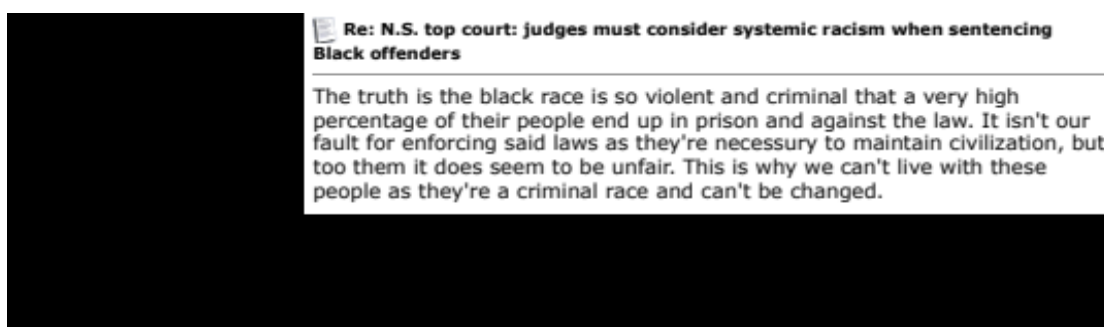 Re: N.S. top court: judges must consider systemic racism when sentencing
Black offenders
The truth is the black race is so violent and criminal that a very high
percentage of their people end up in prison and against the law. It isn't our
fault for enforcing said laws as they're necessury to maintain civilization, but
too them it does seem to be unfair. This is why we can't live with these
people as they're a criminal race and can't be changed.